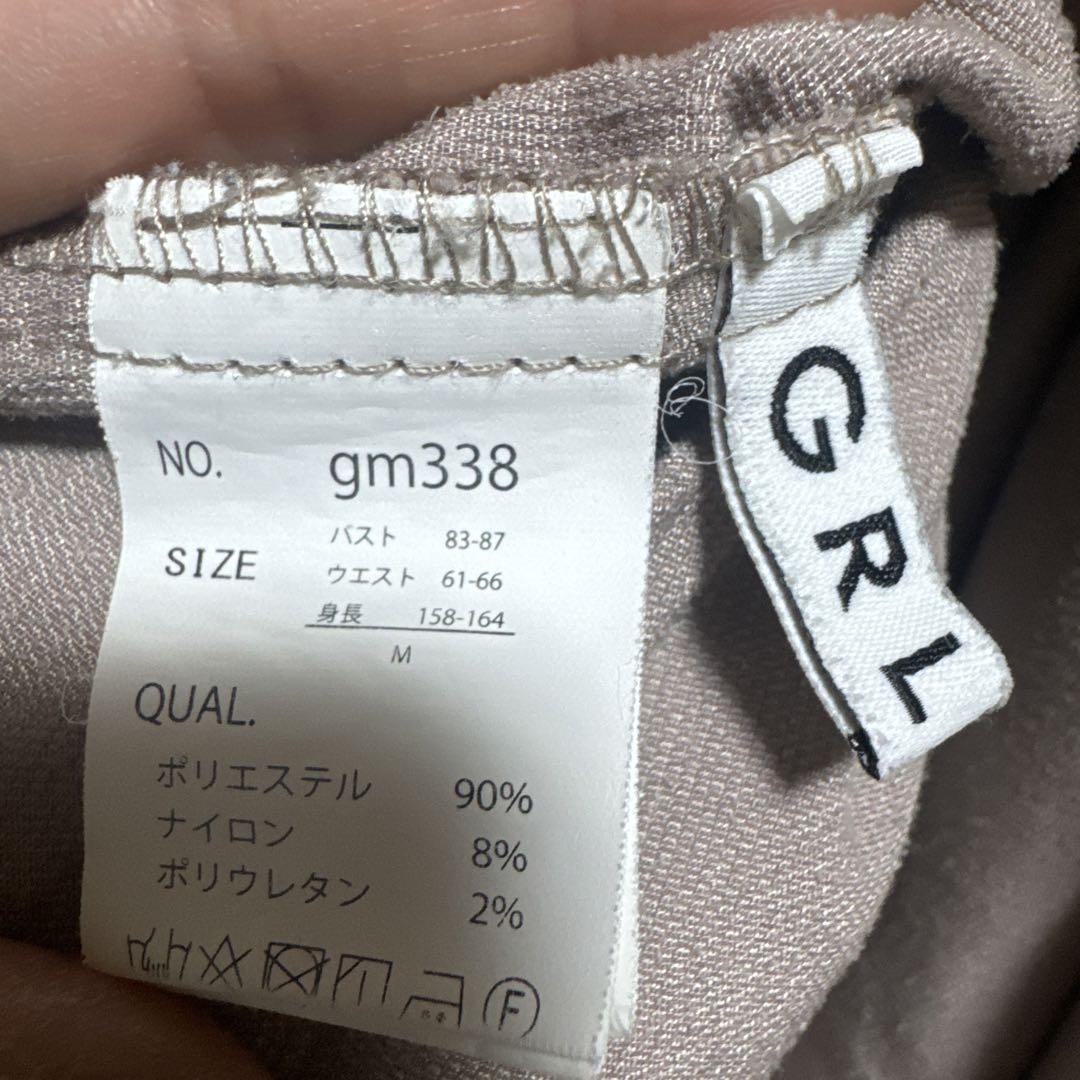 NO. gm338
SIZE
バスト 83-87
ウエスト 61-66
身長 158-164
M
QUAL.
ポリエステル 90%
ナイロン 8%
ポリウレタン 2%
F
GRL